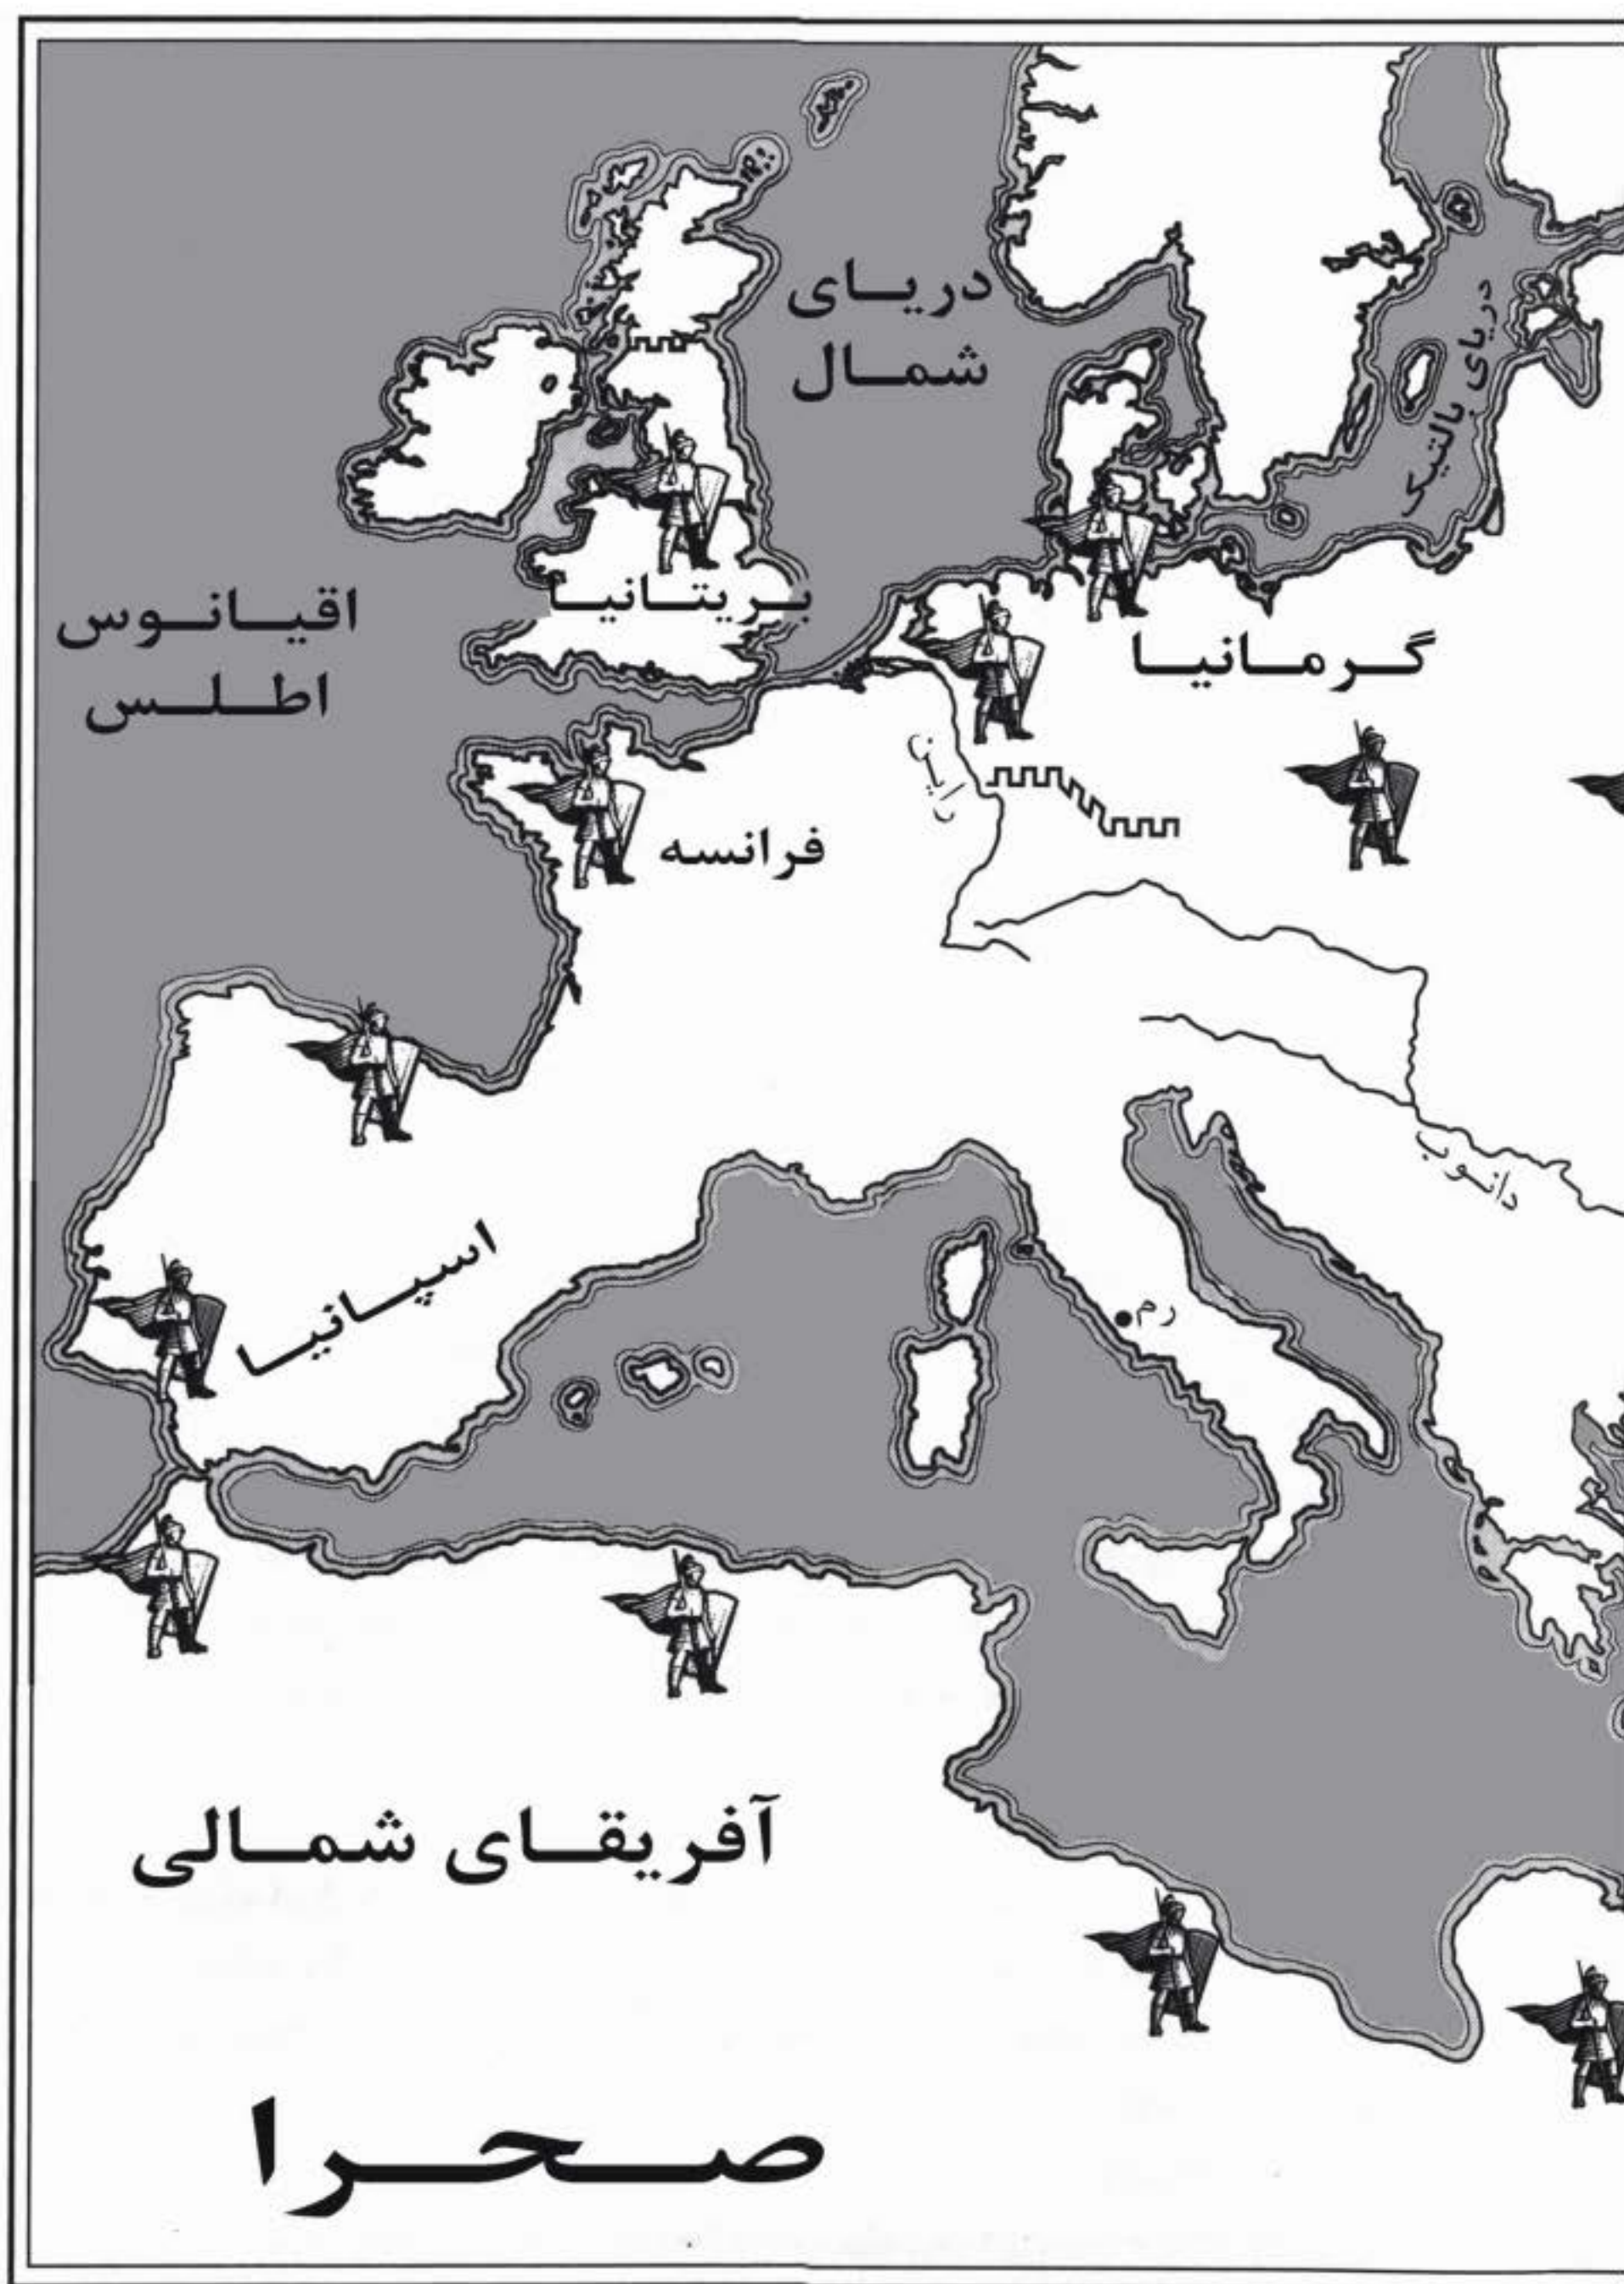 دریای
شمال
دریای بالتیک
اقیانوس
اطلس
بریتانیا
گرمانیا
راین
فرانسه
دانوب
اسپانیا
رم
آفریقای شمالی
صحرا